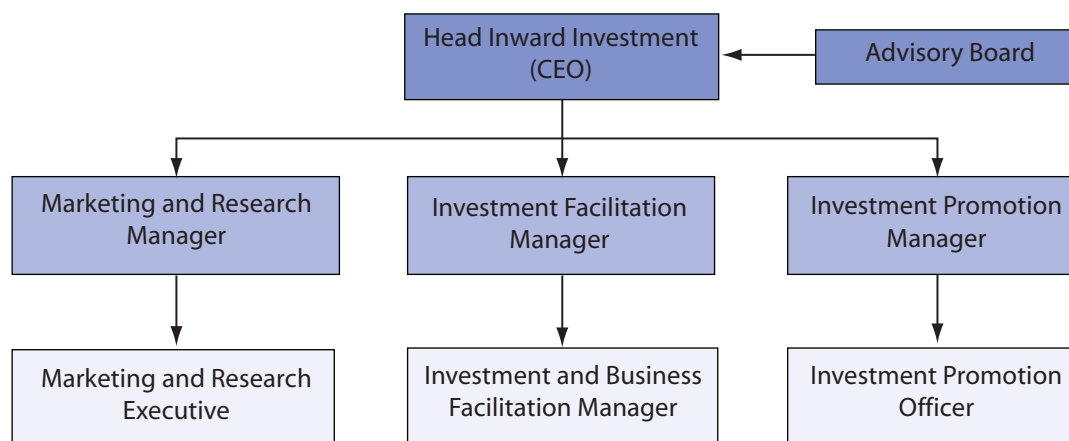 Head Inward Investment
(CEO)
Advisory Board
Marketing and Research
Manager
Investment Facilitation
Manager
Investment Promotion
Manager
Marketing and Research
Executive
Investment and Business
Facilitation Manager
Investment Promotion
Officer